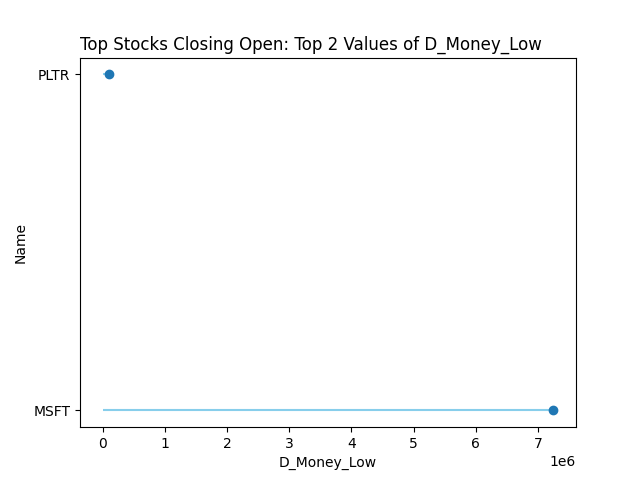 Top Stocks Closing Open: Top 2 Values of D_Money_Low
PLTR
Name
MSFT
0 1 2 3 4 5 6 7
1e6
D_Money_Low